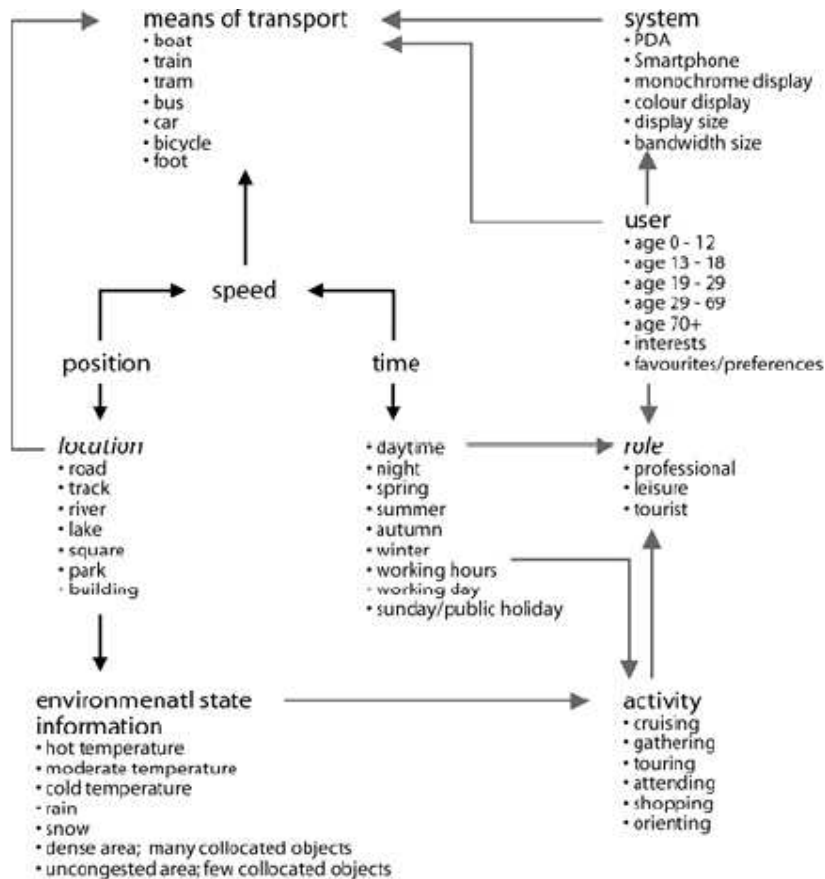 means of transport
• boat
• train
• tram
• bus
• car
• bicycle
• foot
system
• PDA
• Smartphone
• monochrome display
• colour display
• display size
• bandwidth size
user
• age 0 - 12
• age 13 - 18
• age 19 - 29
• age 29 - 69
• age 70+
• interests
• favourites/preferences
speed
position
time
location
• road
• track
• river
• lake
• square
• park
• building
• daytime
• night
• spring
• summer
• autumn
• winter
• working hours
• working day
• sunday/public holiday
role
• professional
• leisure
• tourist
environmenatl state
information
• hot temperature
• moderate temperature
• cold temperature
• rain
• snow
• dense area; many collocated objects
• uncongested area; few collocated objects
activity
• cruising
• gathering
• touring
• attending
• shopping
• orienting